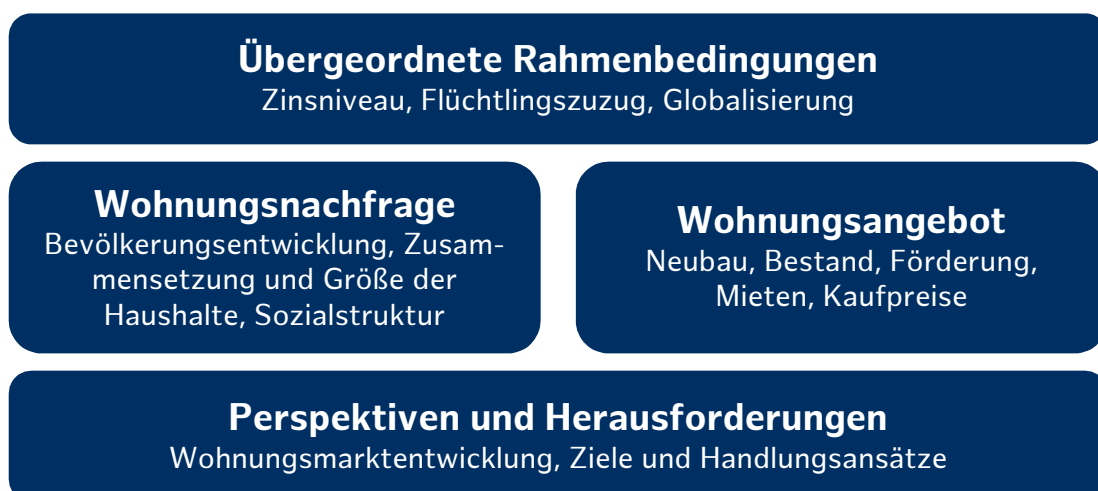 Übergeordnete Rahmenbedingungen
Zinsniveau, Flüchtlingszuzug, Globalisierung
Wohnungsnachfrage
Bevölkerungsentwicklung, Zusam-
mensetzung und Größe der
Haushalte, Sozialstruktur
Wohnungsangebot
Neubau, Bestand, Förderung,
Mieten, Kaufpreise
Perspektiven und Herausforderungen
Wohnungsmarktentwicklung, Ziele und Handlungsansätze